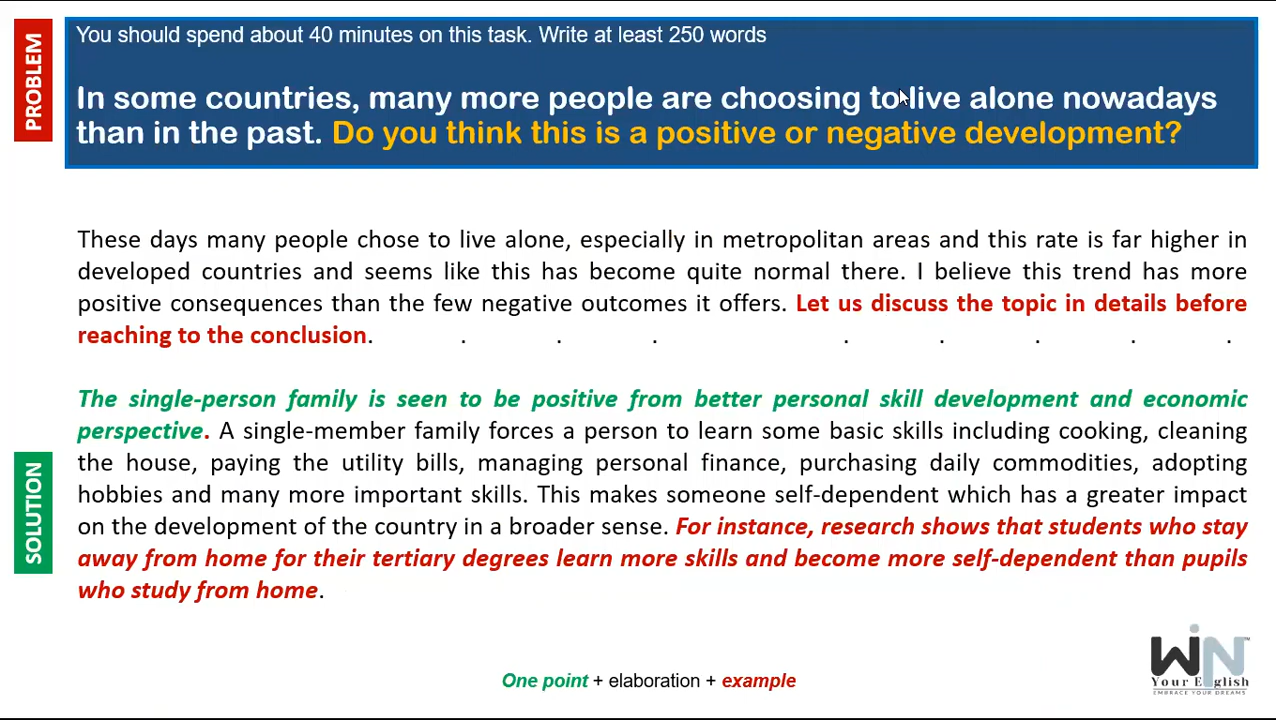 PROBLEM
You should spend about 40 minutes on this task. Write at least 250 words
In some countries, many more people are choosing to live alone nowadays
than in the past. Do you think this is a positive or negative development?
These days many people chose to live alone, especially in metropolitan areas and this rate is far higher in
developed countries and seems like this has become quite normal there. I believe this trend has more
positive consequences than the few negative outcomes it offers. Let us discuss the topic in details before
reaching to the conclusion. . . . . . . . .
The single-person family is seen to be positive from better personal skill development and economic
perspective. A single-member family forces a person to learn some basic skills including cooking, cleaning
the house, paying the utility bills, managing personal finance, purchasing daily commodities, adopting
hobbies and many more important skills. This makes someone self-dependent which has a greater impact
on the development of the country in a broader sense. For instance, research shows that students who stay
away from home for their tertiary degrees learn more skills and become more self-dependent than pupils
who study from home.
SOLUTION
One point + elaboration + example
WiN
Your English
EMBRACE YOUR DREAMS